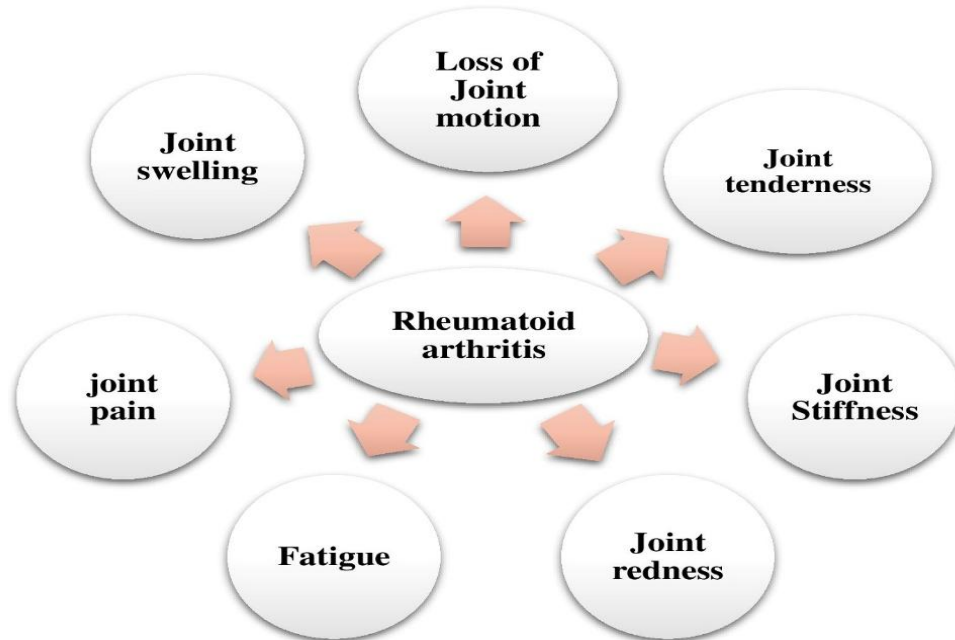 Loss of
Joint
motion
Joint
swelling
Joint
tenderness
Rheumatoid
arthritis
joint
pain
Joint
Stiffness
Fatigue
Joint
redness